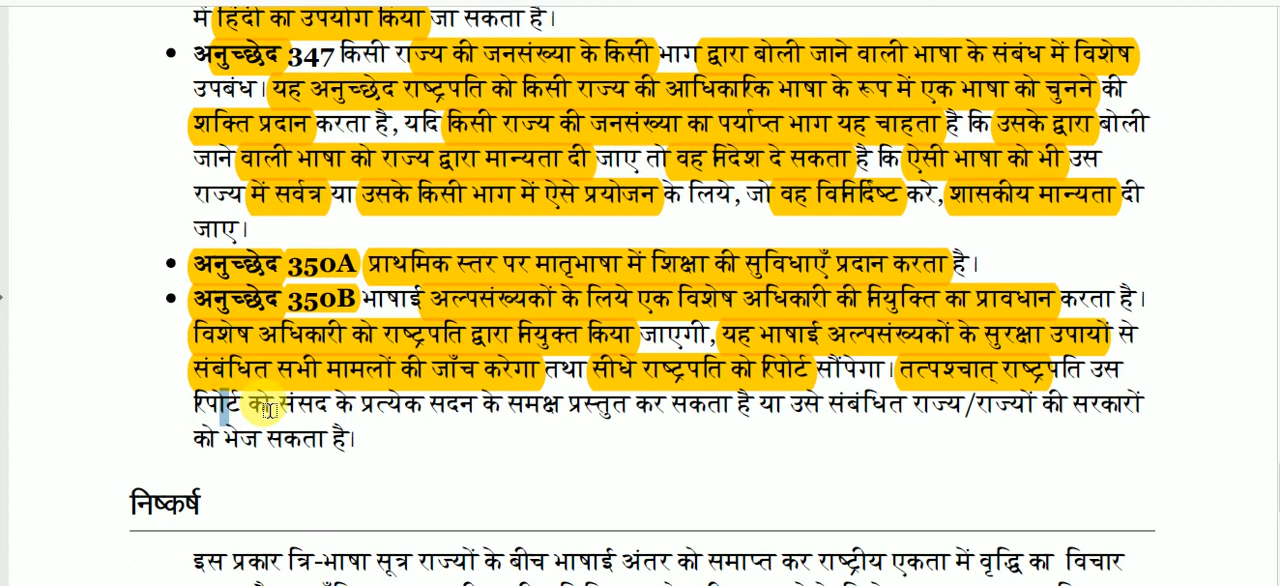 में हिंदी का उपयोग किया जा सकता है।
• अनुच्छेद 347 किसी राज्य की जनसंख्या के किसी भाग द्वारा बोली जाने वाली भाषा के संबंध में विशेष
उपबंध। यह अनुच्छेद राष्ट्रपति को किसी राज्य की आधिकारिक भाषा के रूप में एक भाषा को चुनने की
शक्ति प्रदान करता है, यदि किसी राज्य की जनसंख्या का पर्याप्त भाग यह चाहता है कि उसके द्वारा बोली
जाने वाली भाषा को राज्य द्वारा मान्यता दी जाए तो वह निदेश दे सकता है कि ऐसी भाषा को भी उस
राज्य में सर्वत्र या उसके किसी भाग में ऐसे प्रयोजन के लिये, जो वह विनिर्दिष्ट करे, शासकीय मान्यता दी
जाए।
• अनुच्छेद 350A प्राथमिक स्तर पर मातृभाषा में शिक्षा की सुविधाएँ प्रदान करता है।
• अनुच्छेद 350B भाषाई अल्पसंख्यकों के लिये एक विशेष अधिकारी की नियुक्ति का प्रावधान करता है।
विशेष अधिकारी को राष्ट्रपति द्वारा नियुक्त किया जाएगी, यह भाषाई अल्पसंख्यकों के सुरक्षा उपायों से
संबंधित सभी मामलों की जाँच करेगा तथा सीधे राष्ट्रपति को रिपोर्ट सौंपेगा। तत्पश्चात् राष्ट्रपति उस
रिपोर्ट को संसद के प्रत्येक सदन के समक्ष प्रस्तुत कर सकता है या उसे संबंधित राज्य/राज्यों की सरकारों
को भेज सकता है।
निष्कर्ष
इस प्रकार त्रि-भाषा सूत्र राज्यों के बीच भाषाई अंतर को समाप्त कर राष्ट्रीय एकता में वृद्धि का विचार